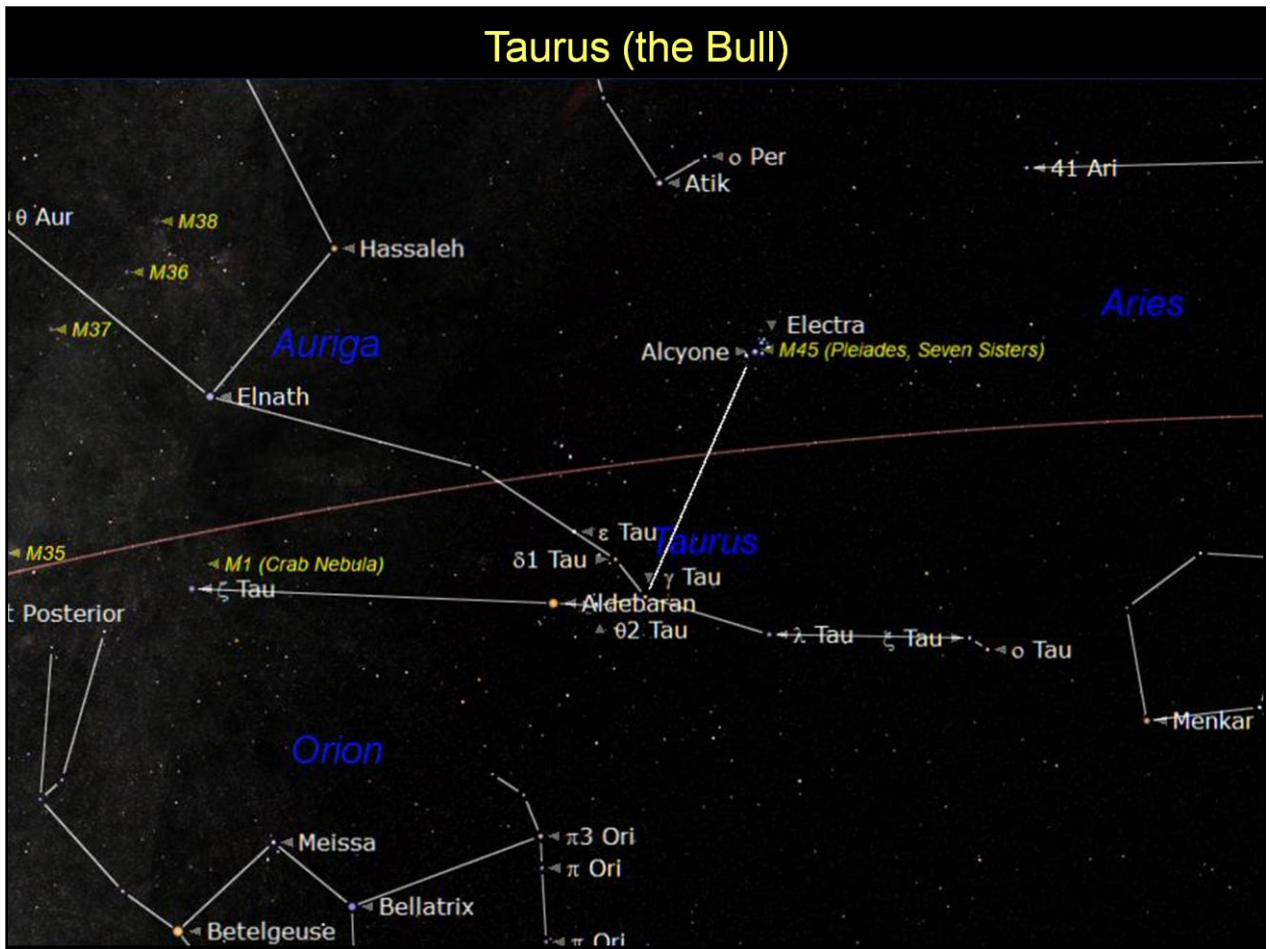 Taurus (the Bull)
ο Per
Atik
41 Ari
θ Aur
M38
Hassaleh
M36
Aries
M37
Electra
Auriga
Alcyone
M45 (Pleiades, Seven Sisters)
Elnath
ε Tau
Taurus
M35
δ1 Tau
M1 (Crab Nebula)
γ Tau
ζ Tau
Aldebaran
t Posterior
θ2 Tau
λ Tau
ξ Tau
ο Tau
Menkar
Orion
π3 Ori
Meissa
π Ori
Bellatrix
Betelgeuse
π Ori